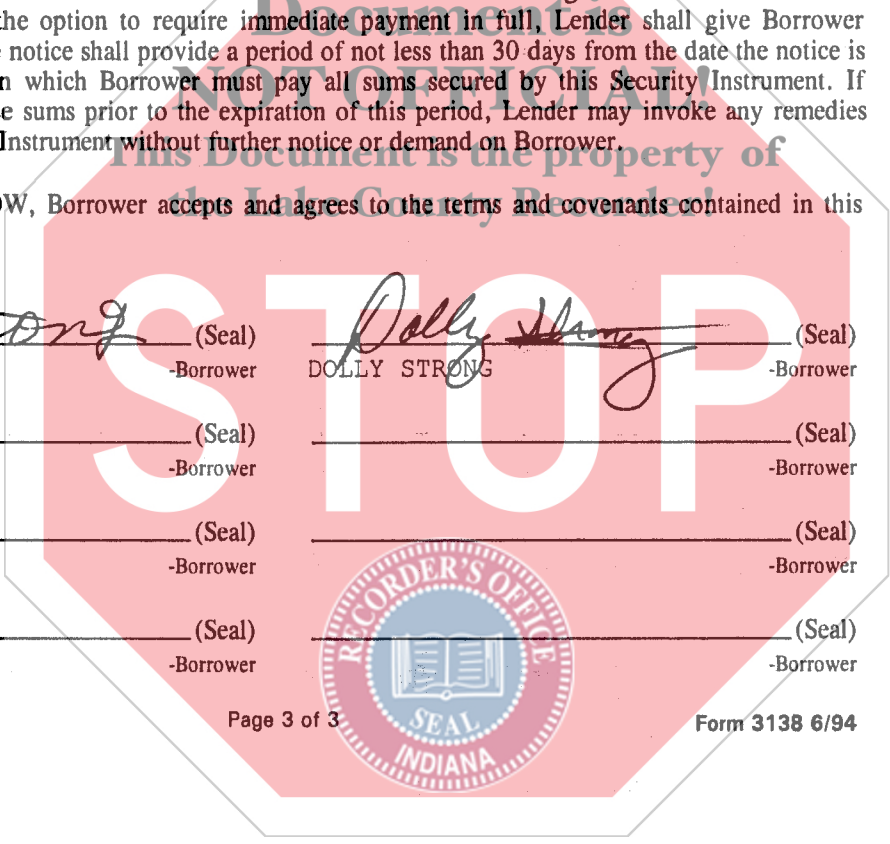 Document is
the option to require immediate payment in full, Lender shall give Borrower
notice shall provide a period of not less than 30 days from the date the notice is
n which Borrower must pay all sums secured by this Security Instrument. If
NOT OFFICIAL!
e sums prior to the expiration of this period, Lender may invoke any remedies
Instrument without further notice or demand on Borrower.
This Document is the property of
the Lake County Recorder!
OW, Borrower accepts and agrees to the terms and covenants contained in this
STOP
ong (Seal) Dolly Strong (Seal)
-Borrower DOLLY STRONG -Borrower
(Seal) (Seal)
-Borrower -Borrower
(Seal) (Seal)
-Borrower -Borrower
(Seal) (Seal)
-Borrower -Borrower
RECORDER'S OFFICE
SEAL
INDIANA
Page 3 of 3 Form 3138 6/94